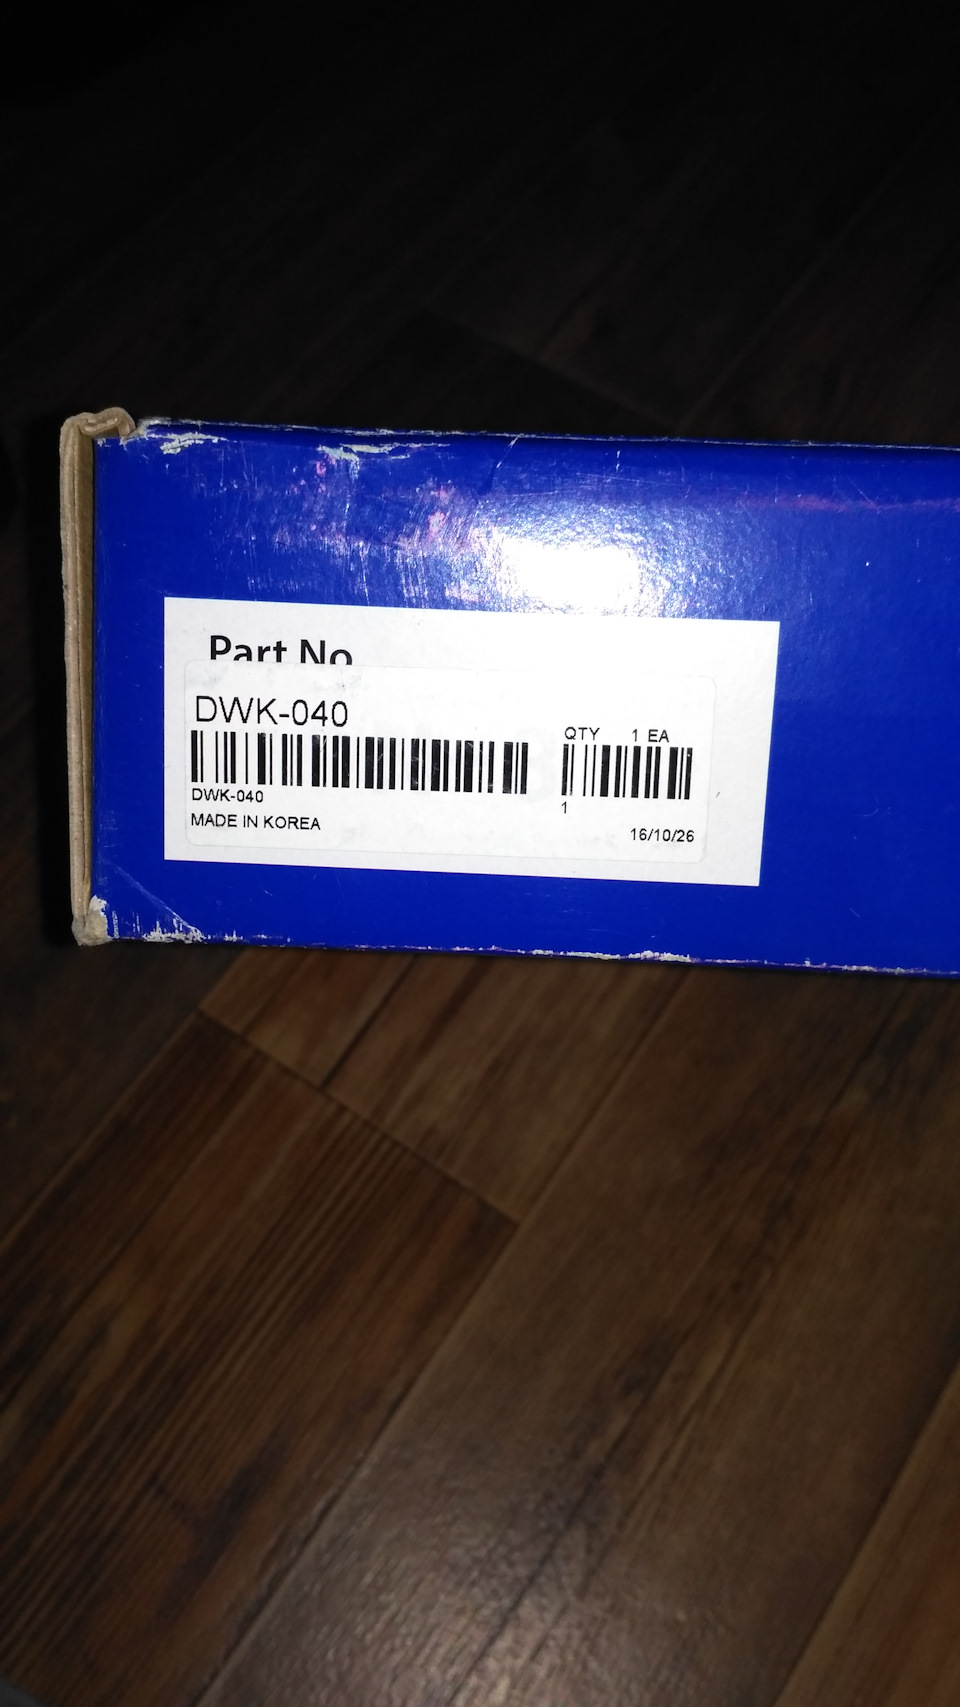 Part No
DWK-040
QTY 1 EA
DWK-040
1
MADE IN KOREA
16/10/26